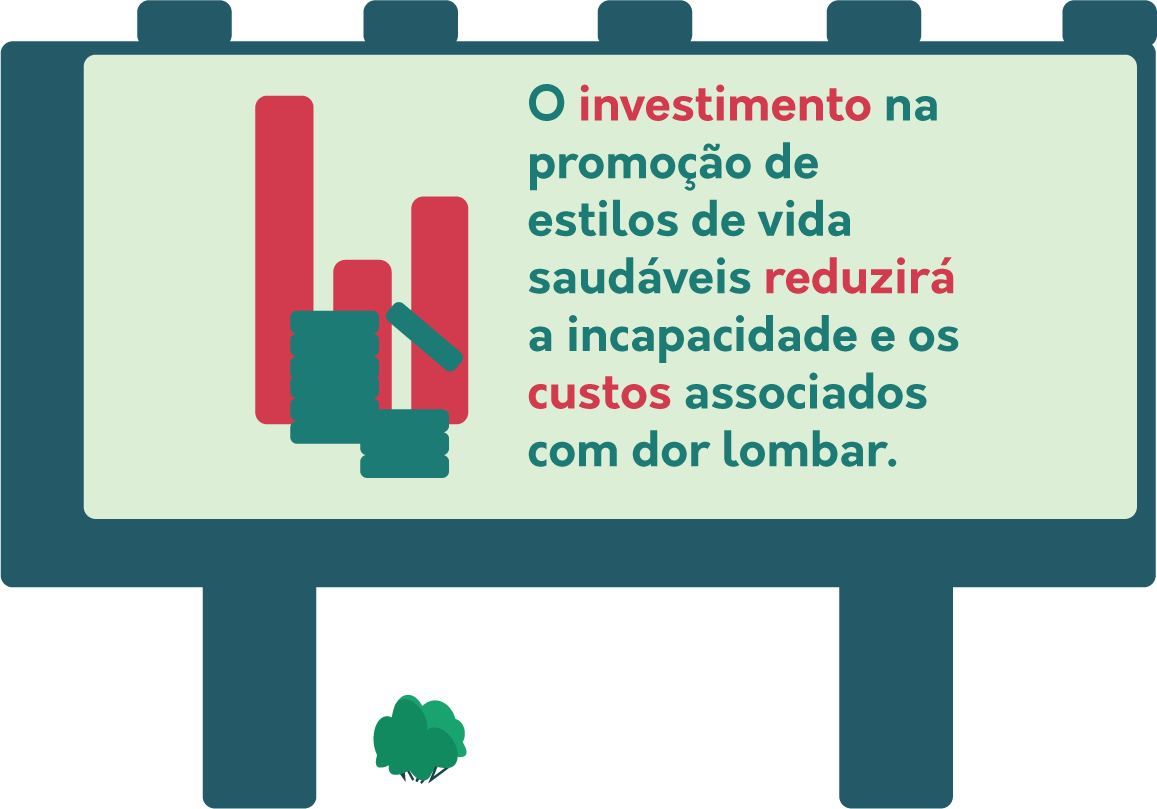 O investimento na
promoção de
estilos de vida
saudáveis reduzirá
a incapacidade e os
custos associados
com dor lombar.